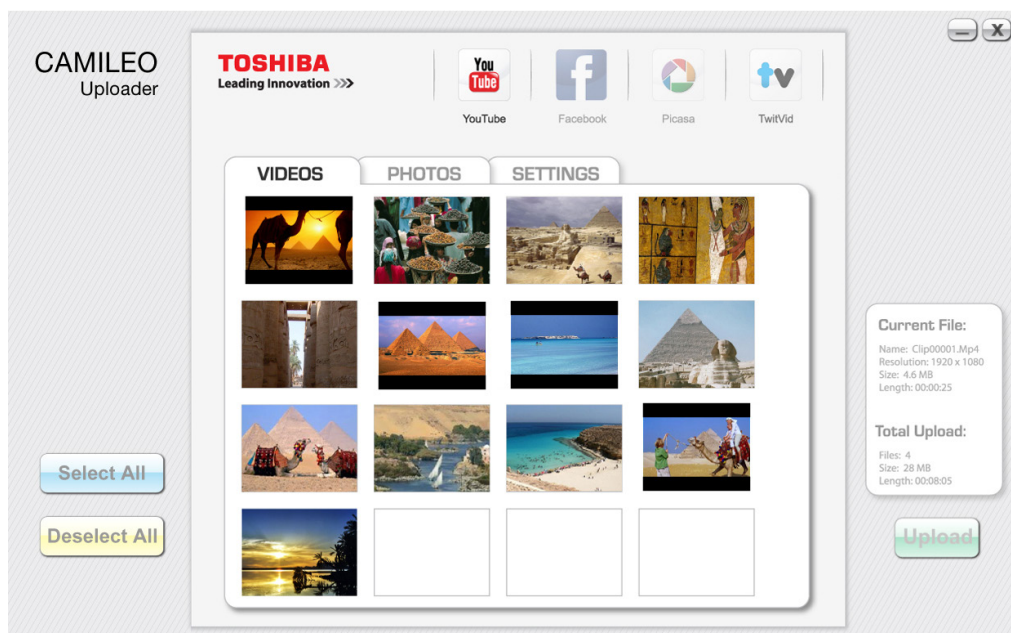 CAMILEO
Uploader
TOSHIBA
Leading Innovation >>>
You
Tube
f
tv
YouTube
Facebook
Picasa
TwitVid
X
VIDEOS
PHOTOS
SETTINGS
Select All
Deselect All
Current File:
Name: Clip00001.Mp4
Resolution: 1920 x 1080
Size: 4.6 MB
Length: 00:00:25
Total Upload:
Files: 4
Size: 28 MB
Length: 00:08:05
Upload